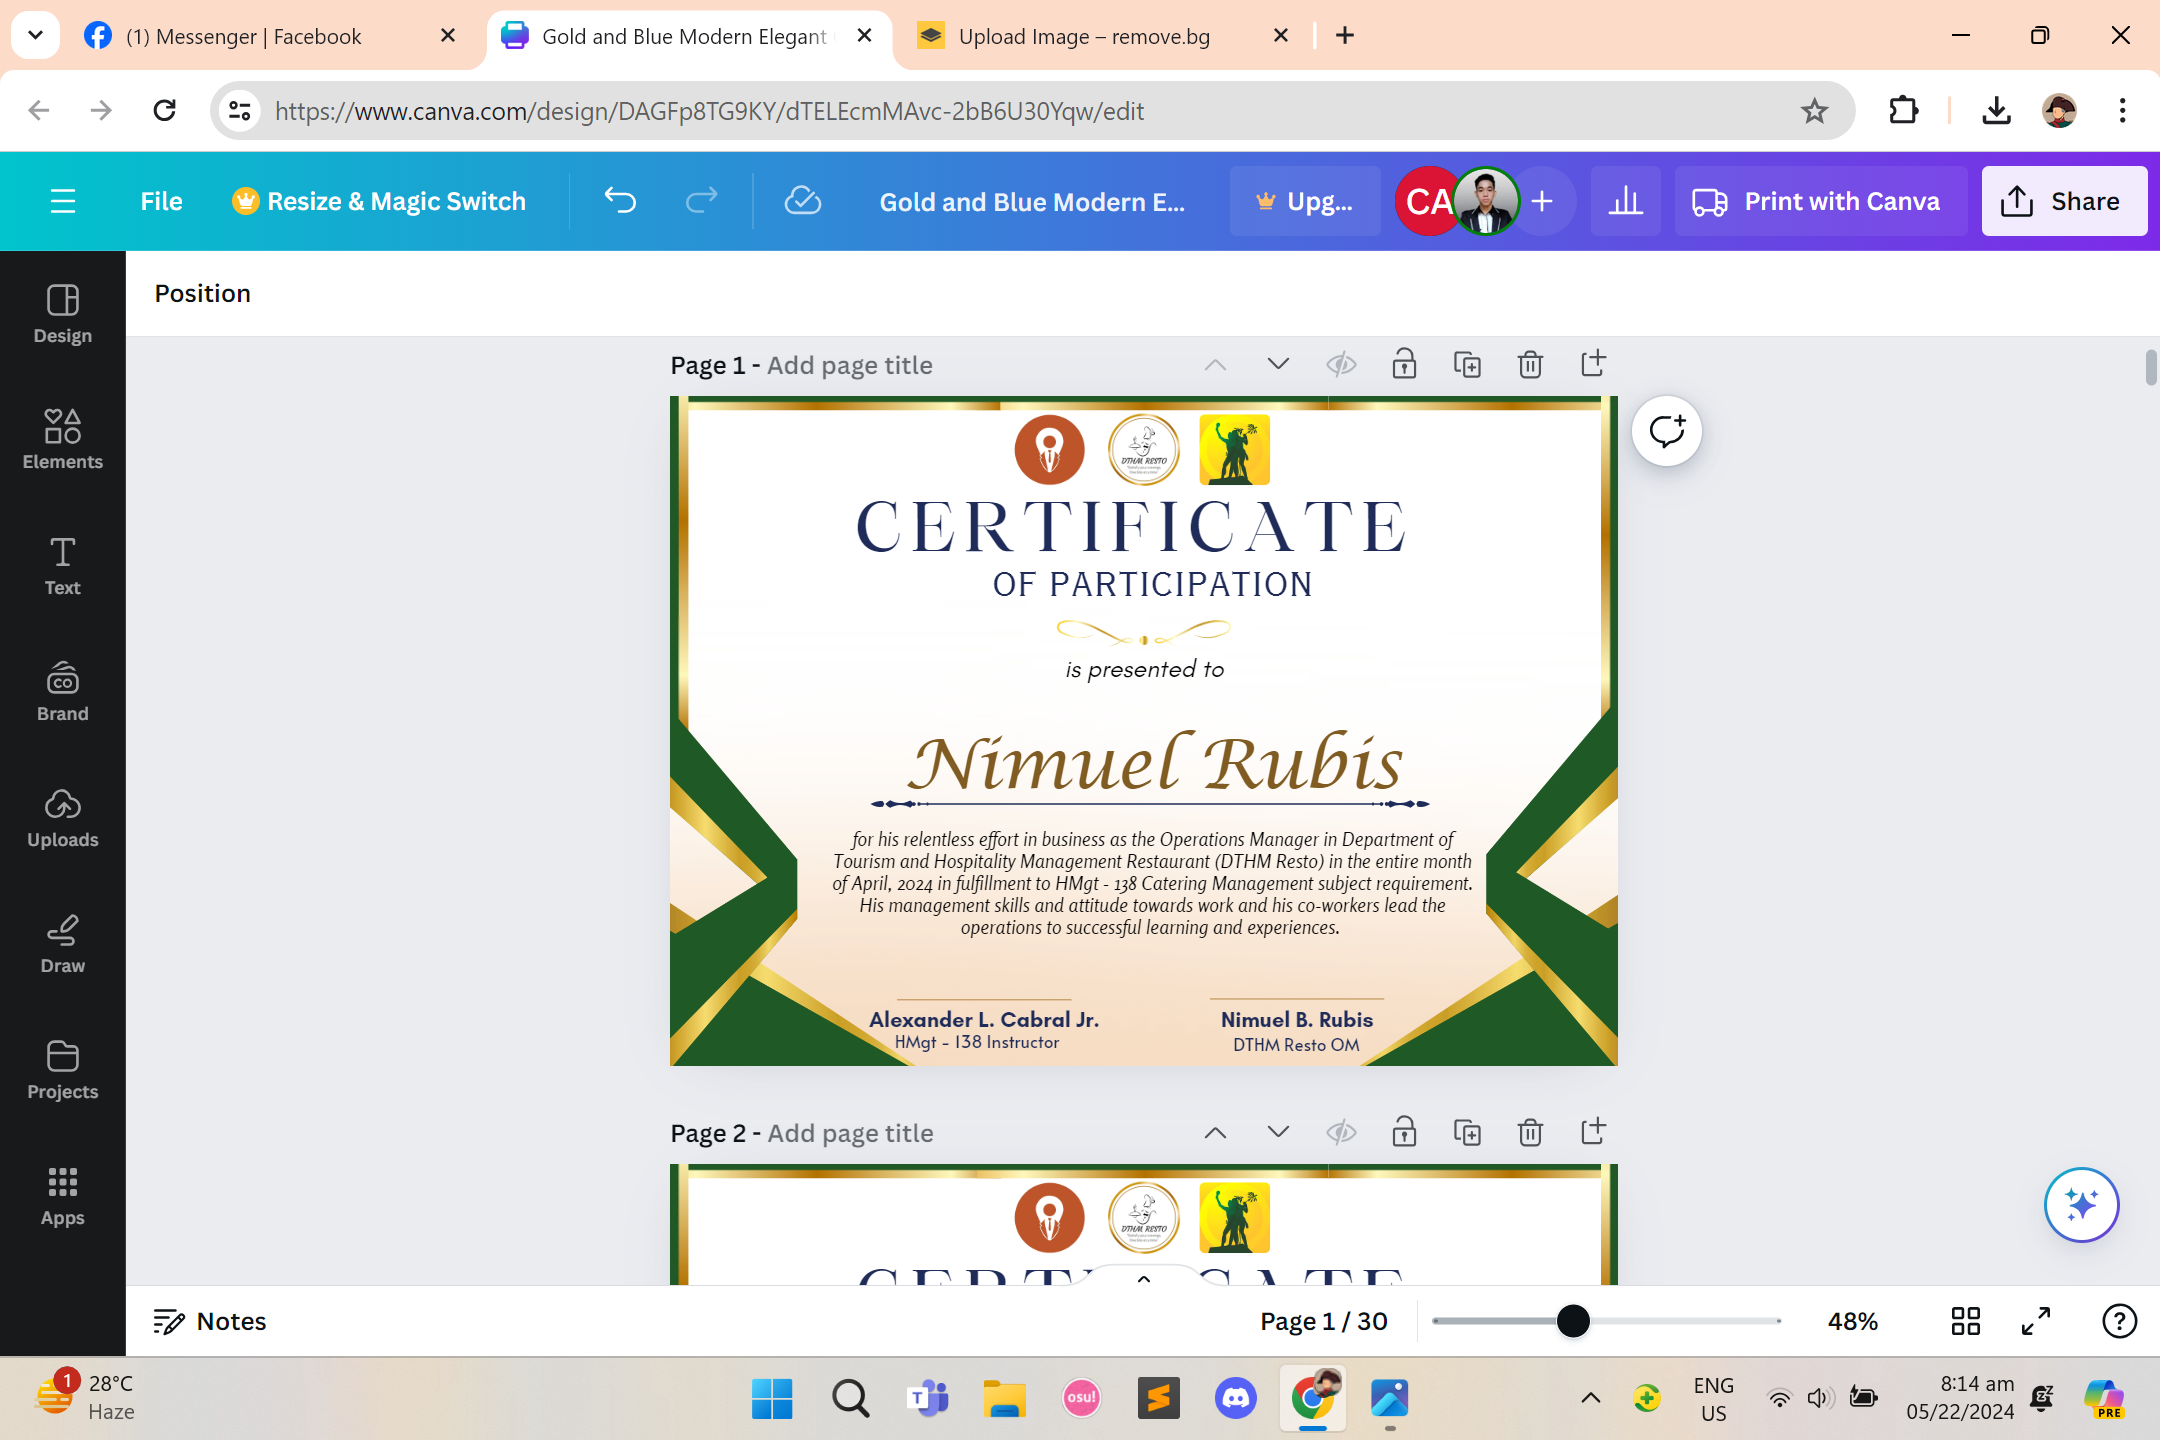 (1) Messenger | Facebook
Gold and Blue Modern Elegant
Upload Image – remove.bg
https://www.canva.com/design/DAGFp8TG9KY/dTELEcmMAvc-2bB6U30Yqw/edit
File
Resize & Magic Switch
Gold and Blue Modern E...
Upg...
CA
Print with Canva
Share
Position
Design
Elements
Text
CO
Brand
Uploads
Draw
Projects
Apps
Page 1 - Add page title
DTHM RESTO
CERTIFICATE
OF PARTICIPATION
is presented to
Nimuel Rubis
for his relentless effort in business as the Operations Manager in Department of
Tourism and Hospitality Management Restaurant (DTHM Resto) in the entire month
of April, 2024 in fulfillment to HMgt - 138 Catering Management subject requirement.
His management skills and attitude towards work and his co-workers lead the
operations to successful learning and experiences.
Alexander L. Cabral Jr.
HMgt - 138 Instructor
Nimuel B. Rubis
DTHM Resto OM
Page 2 - Add page title
DTHM RESTO
Notes
Page 1 / 30
48%
1
28°C
Haze
T
osu!
ENG
US
8:14 am
05/22/2024
PRE